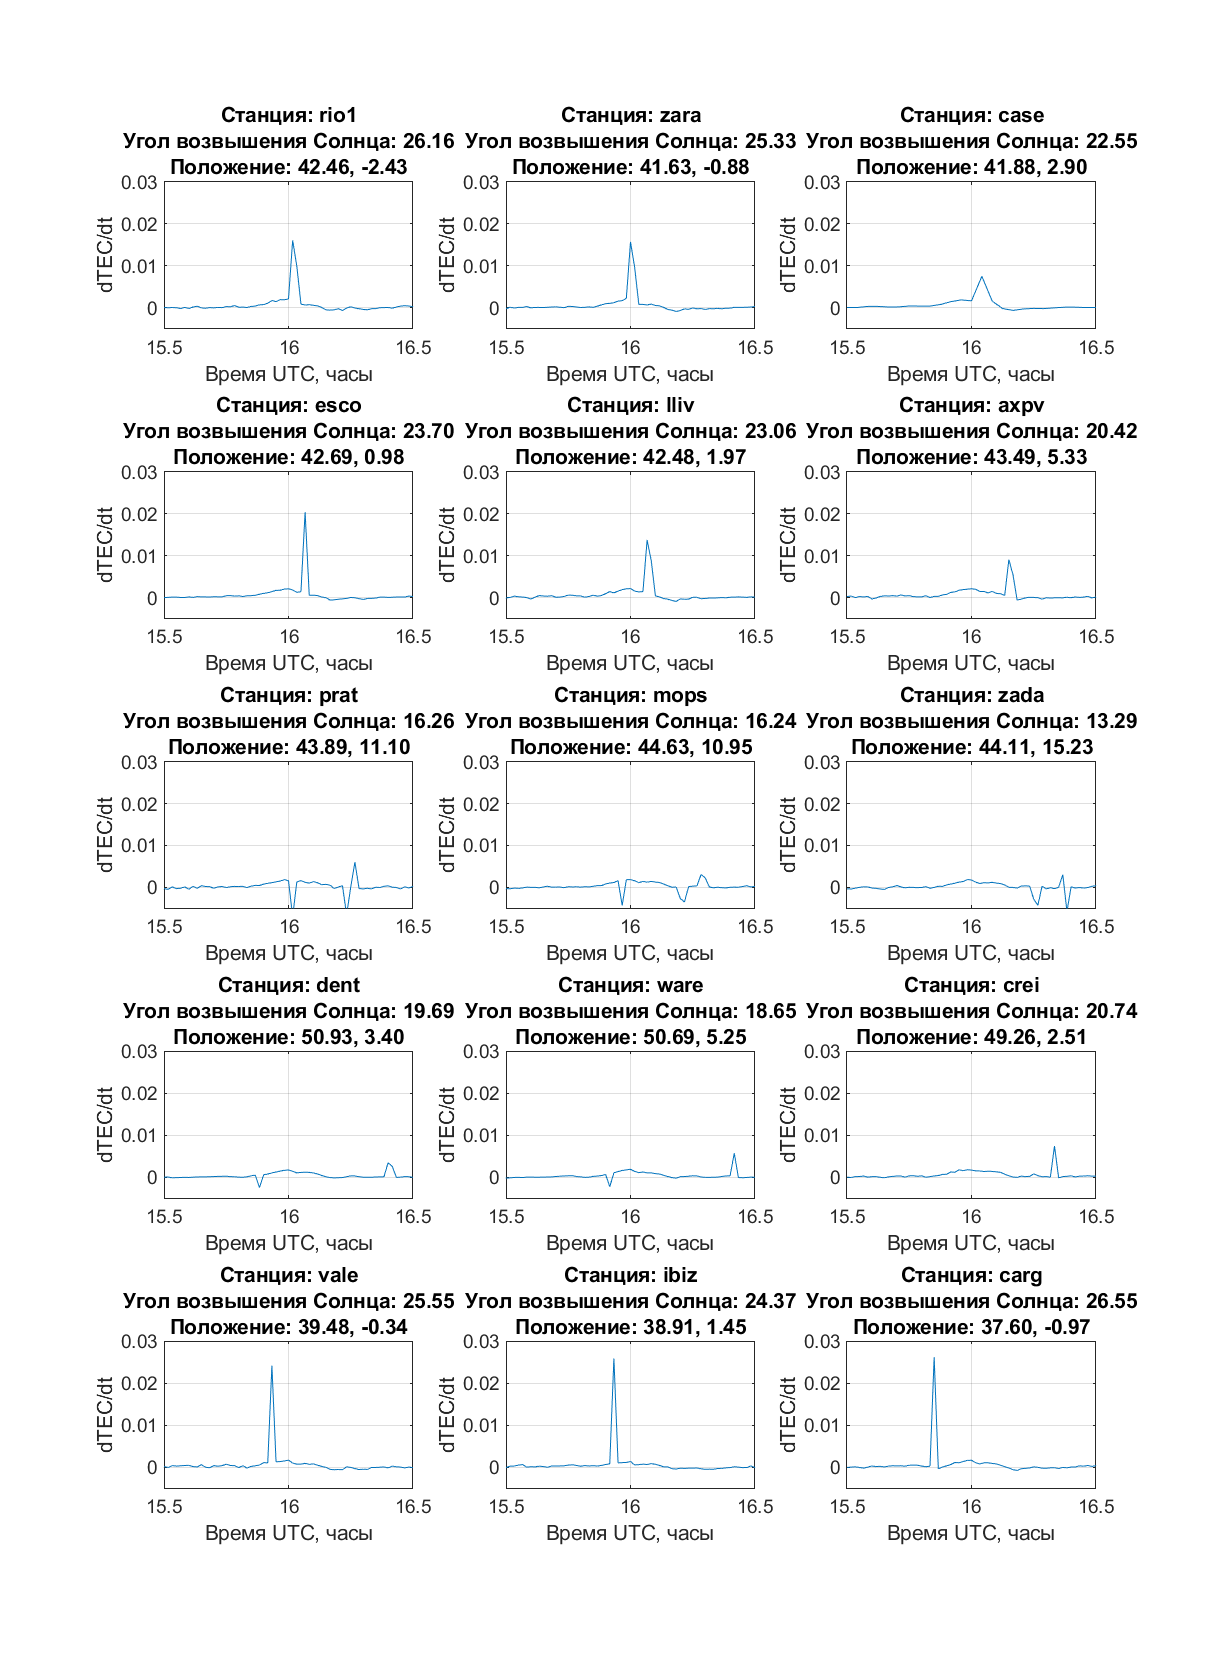 Станция: rio1
Угол возвышения Солнца: 26.16
Положение: 42.46, -2.43
0.03
0.02
0.01
0
dTEC/dt
15.5 16 16.5
Время UTC, часы
Станция: zara
Угол возвышения Солнца: 25.33
Положение: 41.63, -0.88
0.03
0.02
0.01
0
dTEC/dt
15.5 16 16.5
Время UTC, часы
Станция: case
Угол возвышения Солнца: 22.55
Положение: 41.88, 2.90
0.03
0.02
0.01
0
dTEC/dt
15.5 16 16.5
Время UTC, часы
Станция: esco
Угол возвышения Солнца: 23.70
Положение: 42.69, 0.98
0.03
0.02
0.01
0
dTEC/dt
15.5 16 16.5
Время UTC, часы
Станция: lliv
Угол возвышения Солнца: 23.06
Положение: 42.48, 1.97
0.03
0.02
0.01
0
dTEC/dt
15.5 16 16.5
Время UTC, часы
Станция: axpv
Угол возвышения Солнца: 20.42
Положение: 43.49, 5.33
0.03
0.02
0.01
0
dTEC/dt
15.5 16 16.5
Время UTC, часы
Станция: prat
Угол возвышения Солнца: 16.26
Положение: 43.89, 11.10
0.03
0.02
0.01
0
dTEC/dt
15.5 16 16.5
Время UTC, часы
Станция: mops
Угол возвышения Солнца: 16.24
Положение: 44.63, 10.95
0.03
0.02
0.01
0
dTEC/dt
15.5 16 16.5
Время UTC, часы
Станция: zada
Угол возвышения Солнца: 13.29
Положение: 44.11, 15.23
0.03
0.02
0.01
0
dTEC/dt
15.5 16 16.5
Время UTC, часы
Станция: dent
Угол возвышения Солнца: 19.69
Положение: 50.93, 3.40
0.03
0.02
0.01
0
dTEC/dt
15.5 16 16.5
Время UTC, часы
Станция: ware
Угол возвышения Солнца: 18.65
Положение: 50.69, 5.25
0.03
0.02
0.01
0
dTEC/dt
15.5 16 16.5
Время UTC, часы
Станция: crei
Угол возвышения Солнца: 20.74
Положение: 49.26, 2.51
0.03
0.02
0.01
0
dTEC/dt
15.5 16 16.5
Время UTC, часы
Станция: vale
Угол возвышения Солнца: 25.55
Положение: 39.48, -0.34
0.03
0.02
0.01
0
dTEC/dt
15.5 16 16.5
Время UTC, часы
Станция: ibiz
Угол возвышения Солнца: 24.37
Положение: 38.91, 1.45
0.03
0.02
0.01
0
dTEC/dt
15.5 16 16.5
Время UTC, часы
Станция: carg
Угол возвышения Солнца: 26.55
Положение: 37.60, -0.97
0.03
0.02
0.01
0
dTEC/dt
15.5 16 16.5
Время UTC, часы